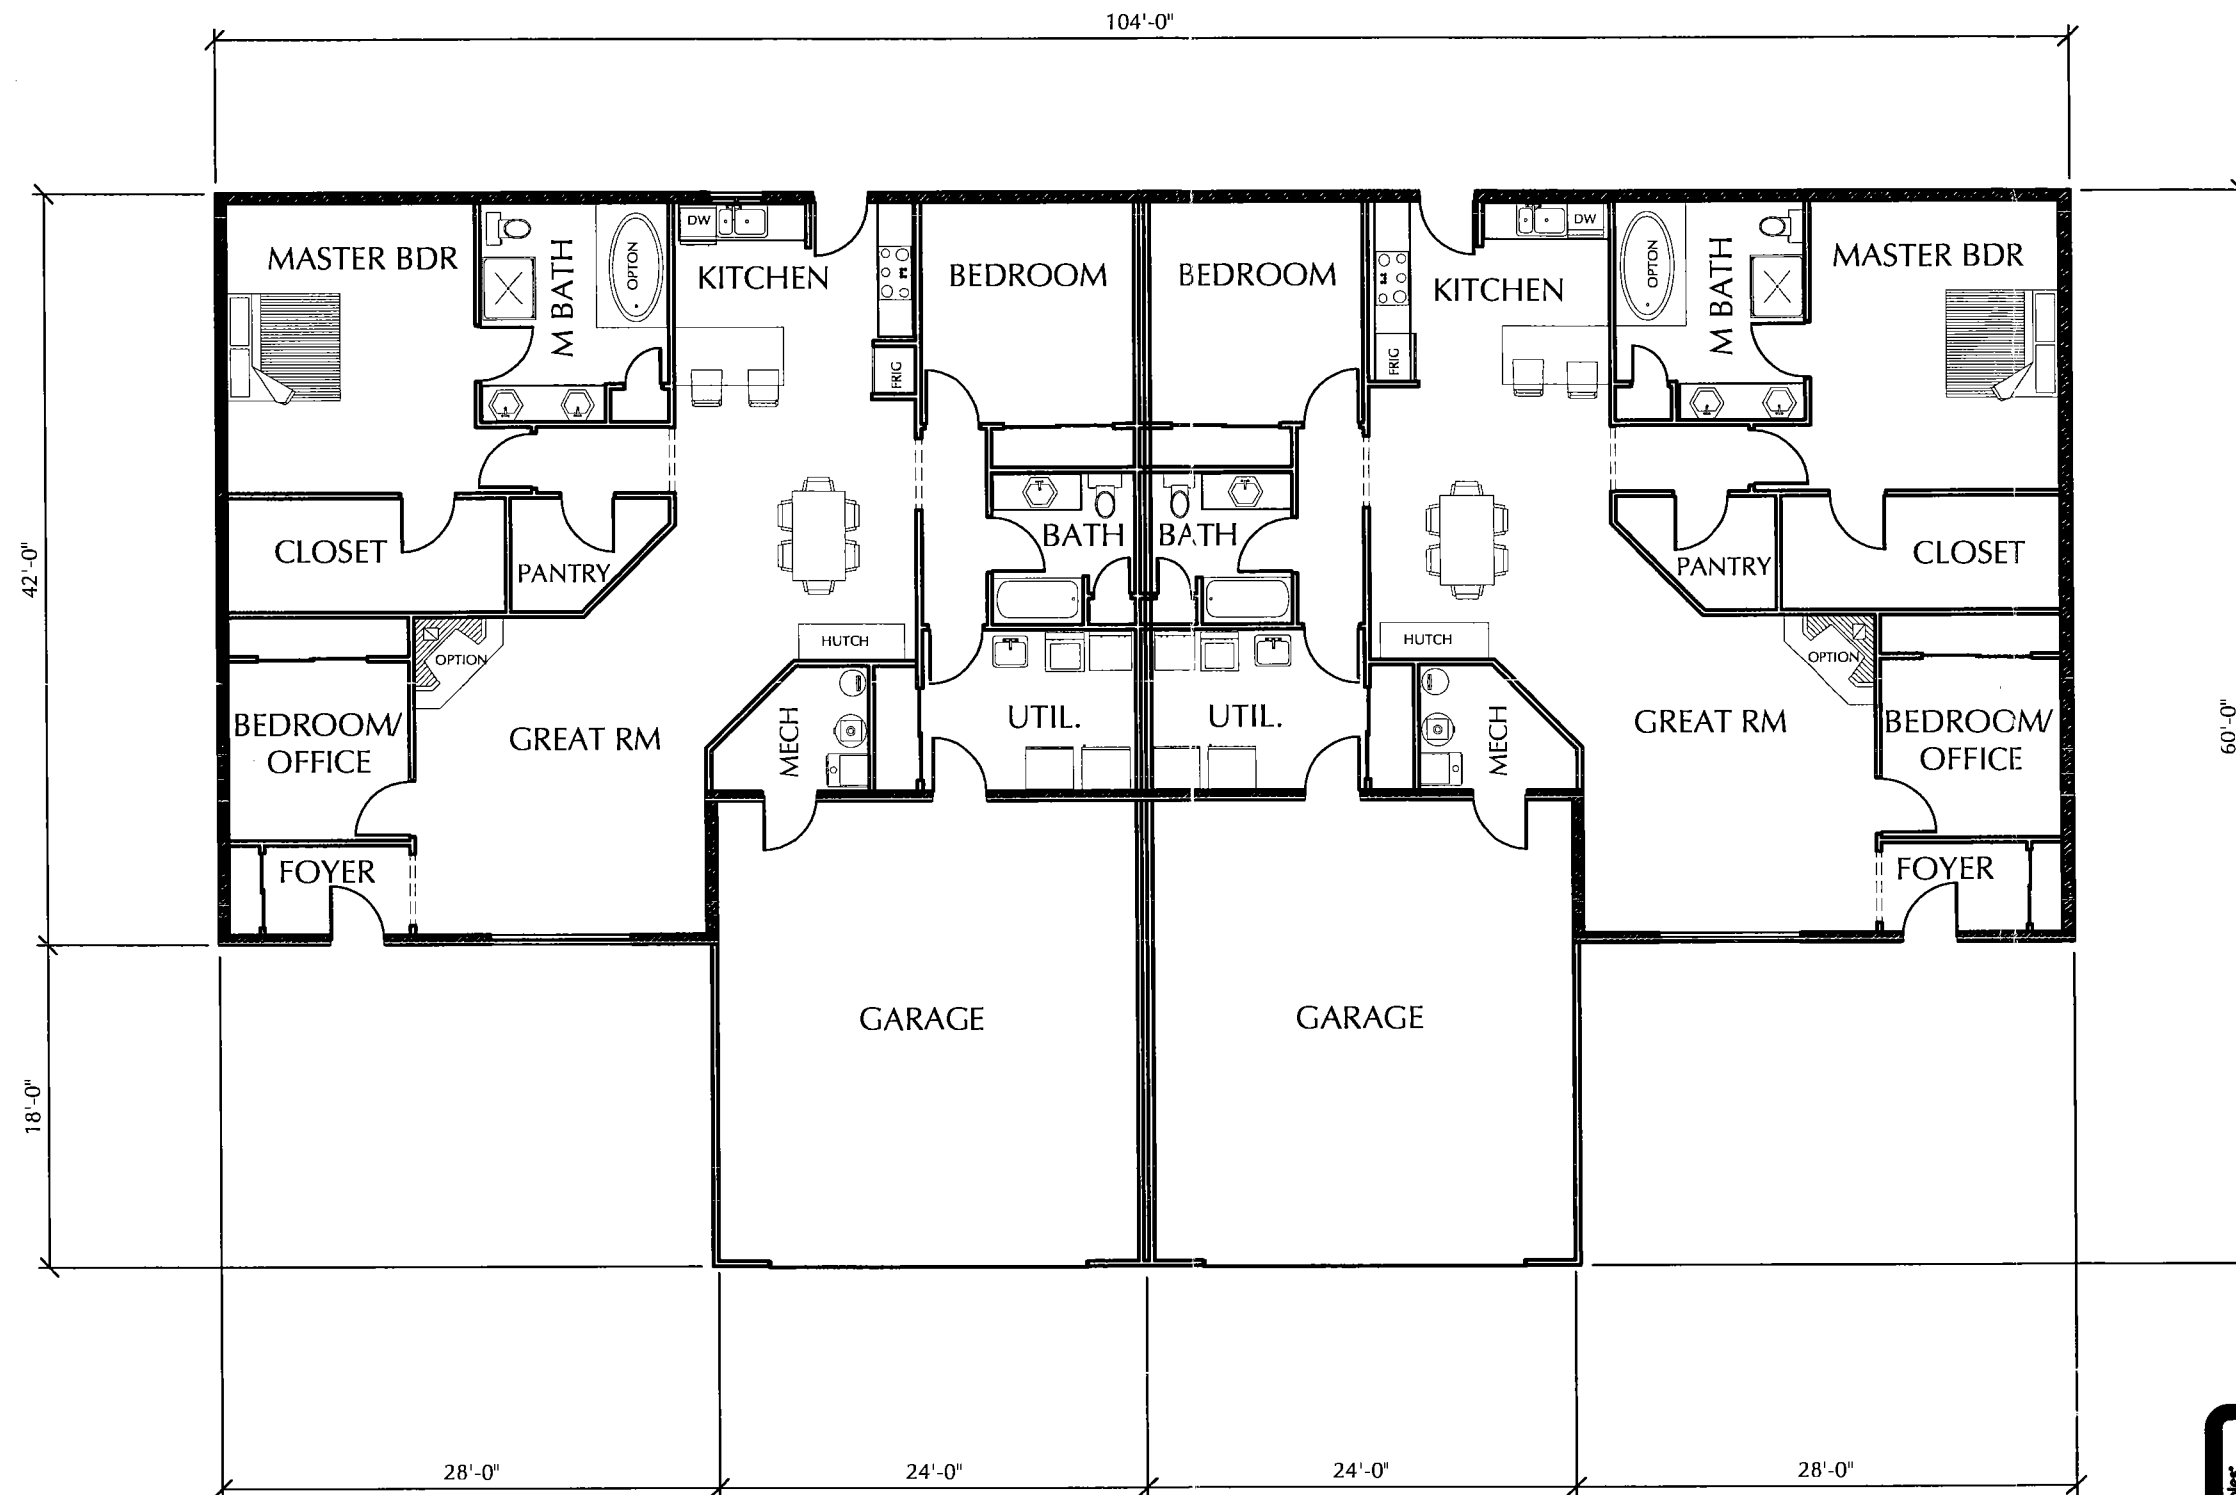 104'-0"
DW
DW
MASTER BDR
M BATH
OPTION
KITCHEN
BEDROOM
BEDROOM
KITCHEN
OPTON
M BATH
MASTER BDR
FRIG
FRIG
42'-0"
CLOSET
PANTRY
BATH
BATH
PANTRY
CLOSET
HUTCH
HUTCH
OPTION
OPTION
BEDROOM/
OFFICE
GREAT RM
MECH
UTIL.
UTIL.
MECH
GREAT RM
BEDROOM/
OFFICE
60'-0"
FOYER
FOYER
GARAGE
GARAGE
18'-0"
28'-0"
24'-0"
24'-0"
28'-0"